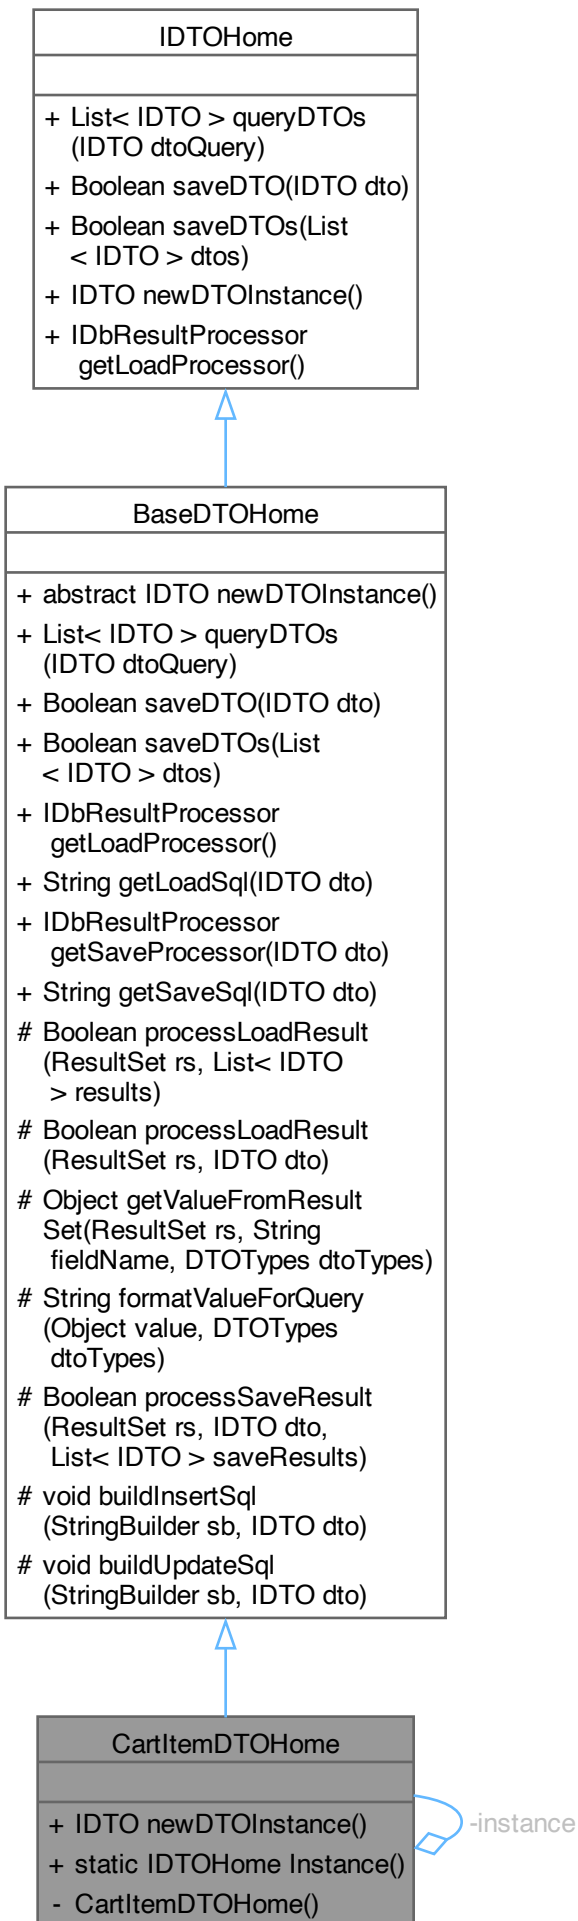 IDTOHome
+ List< IDTO > queryDTOs
(IDTO dtoQuery)
+ Boolean saveDTO(IDTO dto)
+ Boolean saveDTOs(List
< IDTO > dtos)
+ IDTO newDTOInstance()
+ IDbResultProcessor
getLoadProcessor()
BaseDTOHome
+ abstract IDTO newDTOInstance()
+ List< IDTO > queryDTOs
(IDTO dtoQuery)
+ Boolean saveDTO(IDTO dto)
+ Boolean saveDTOs(List
< IDTO > dtos)
+ IDbResultProcessor
getLoadProcessor()
+ String getLoadSql(IDTO dto)
+ IDbResultProcessor
getSaveProcessor(IDTO dto)
+ String getSaveSql(IDTO dto)
# Boolean processLoadResult
(ResultSet rs, List< IDTO
> results)
# Boolean processLoadResult
(ResultSet rs, IDTO dto)
# Object getValueFromResult
Set(ResultSet rs, String
fieldName, DTOTypes dtoTypes)
# String formatValueForQuery
(Object value, DTOTypes
dtoTypes)
# Boolean processSaveResult
(ResultSet rs, IDTO dto,
List< IDTO > saveResults)
# void buildInsertSql
(StringBuilder sb, IDTO dto)
# void buildUpdateSql
(StringBuilder sb, IDTO dto)
CartItemDTOHome
+ IDTO newDTOInstance()
-instance
+ static IDTOHome Instance()
- CartItemDTOHome()